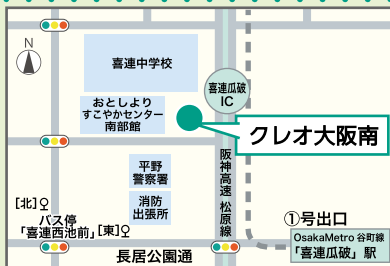 N
喜連中学校
喜連瓜破
IC
おとしより
すこやかセンター
南部館
クレオ大阪南
平野
警察署
消防
出張所
阪神高速 松原線
[北]
バス停
「喜連西池前」[東]
長居公園通
①号出口
OsakaMetro 谷町線
「喜連瓜破」駅